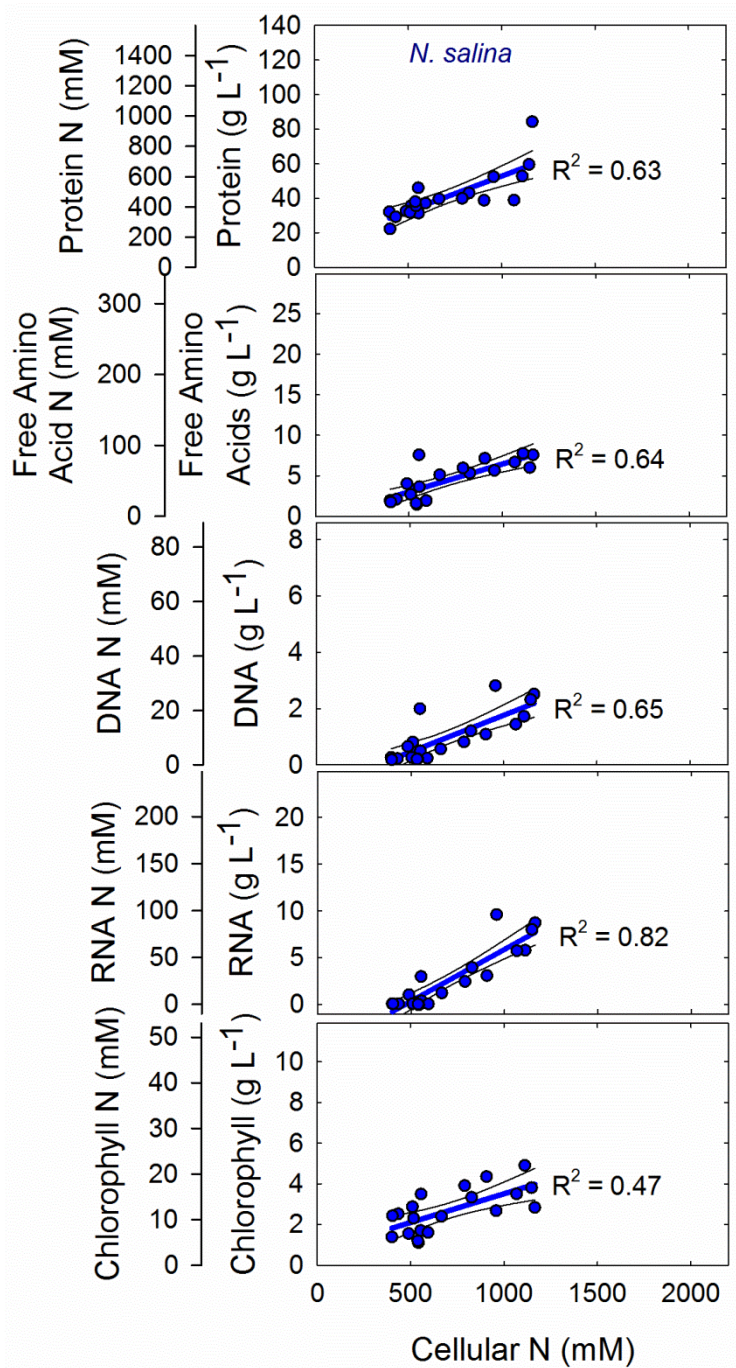 N. salina
Protein N (mM)
1400
1200
1000
800
600
400
200
0
Protein (g L-1)
140
120
100
80
60
40
20
0
R2 = 0.63
Free Amino
Acid N (mM)
300
200
100
0
Free Amino
Acids (g L-1)
25
20
15
10
5
0
R2 = 0.64
DNA N (mM)
80
60
40
20
0
DNA (g L-1)
8
6
4
2
0
R2 = 0.65
RNA N (mM)
200
150
100
50
0
RNA (g L-1)
20
15
10
5
0
R2 = 0.82
Chlorophyll N (mM)
50
40
30
20
10
0
Chlorophyll (g L-1)
10
8
6
4
2
0
R2 = 0.47
0 500 1000 1500 2000
Cellular N (mM)